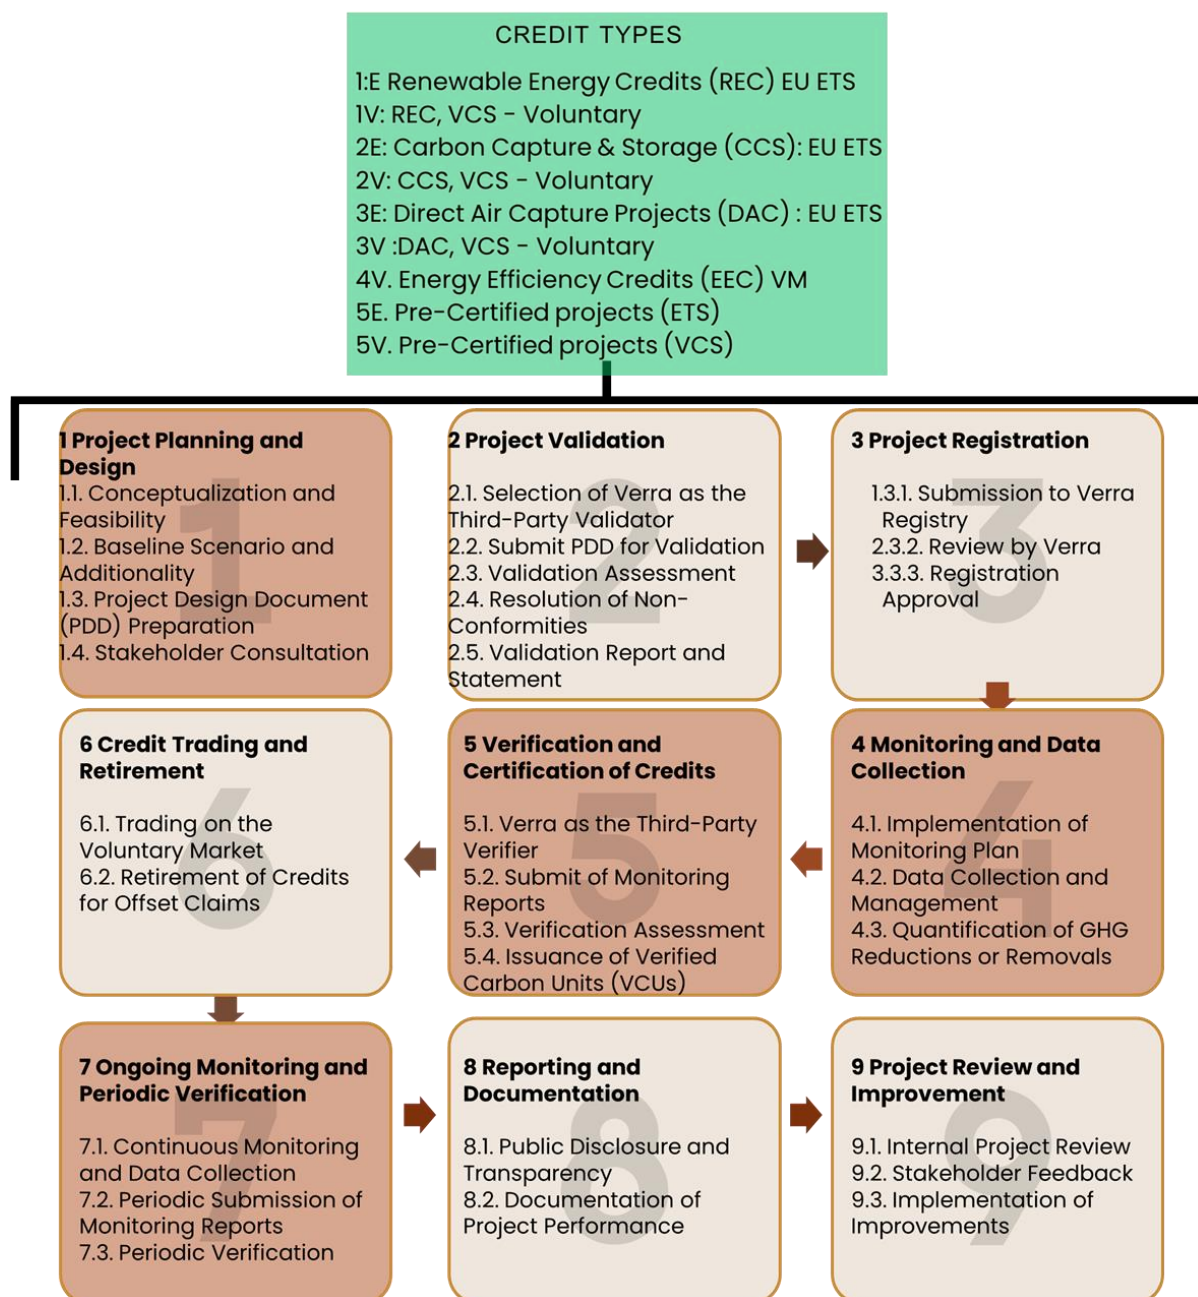 CREDIT TYPES
1:E Renewable Energy Credits (REC) EU ETS
1V: REC, VCS - Voluntary
2E: Carbon Capture & Storage (CCS): EU ETS
2V: CCS, VCS - Voluntary
3E: Direct Air Capture Projects (DAC) : EU ETS
3V :DAC, VCS - Voluntary
4V. Energy Efficiency Credits (EEC) VM
5E. Pre-Certified projects (ETS)
5V. Pre-Certified projects (VCS)
1
1 Project Planning and
Design
1.1. Conceptualization and
Feasibility
1.2. Baseline Scenario and
Additionality
1.3. Project Design Document
(PDD) Preparation
1.4. Stakeholder Consultation
2
2 Project Validation
2.1. Selection of Verra as the
Third-Party Validator
2.2. Submit PDD for Validation
2.3. Validation Assessment
2.4. Resolution of Non-
Conformities
2.5. Validation Report and
Statement
3
3 Project Registration
1.3.1. Submission to Verra
Registry
2.3.2. Review by Verra
3.3.3. Registration
Approval
4
4 Monitoring and Data
Collection
4.1. Implementation of
Monitoring Plan
4.2. Data Collection and
Management
4.3. Quantification of GHG
Reductions or Removals
5
5 Verification and
Certification of Credits
5.1. Verra as the Third-Party
Verifier
5.2. Submit of Monitoring
Reports
5.3. Verification Assessment
5.4. Issuance of Verified
Carbon Units (VCUs)
6
6 Credit Trading and
Retirement
6.1. Trading on the
Voluntary Market
6.2. Retirement of Credits
for Offset Claims
7
7 Ongoing Monitoring and
Periodic Verification
7.1. Continuous Monitoring
and Data Collection
7.2. Periodic Submission of
Monitoring Reports
7.3. Periodic Verification
8
8 Reporting and
Documentation
8.1. Public Disclosure and
Transparency
8.2. Documentation of
Project Performance
9
9 Project Review and
Improvement
9.1. Internal Project Review
9.2. Stakeholder Feedback
9.3. Implementation of
Improvements